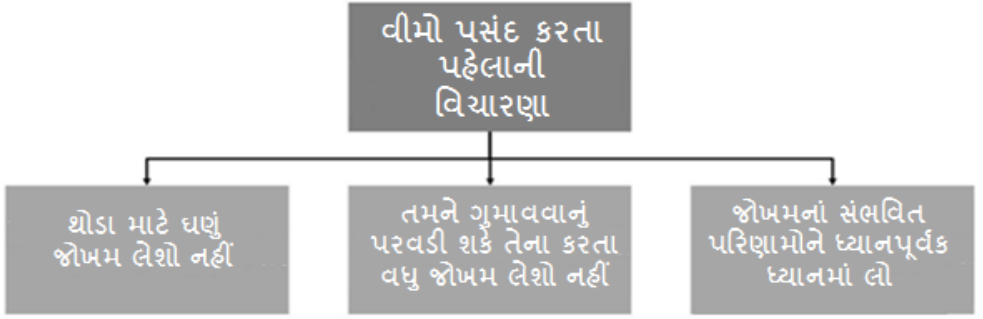 વીમો પસંદ કરતા
પહેલાની
વિચારણા
થોડા માટે ઘણું
જોખમ લેશો નહીં
તમને ગુમાવવાનું
પરવડી શકે તેના કરતા
વધુ જોખમ લેશો નહીં
જોખમનાં સંભવિત
પરિણામોને ધ્યાનપૂર્વક
ધ્યાનમાં લો